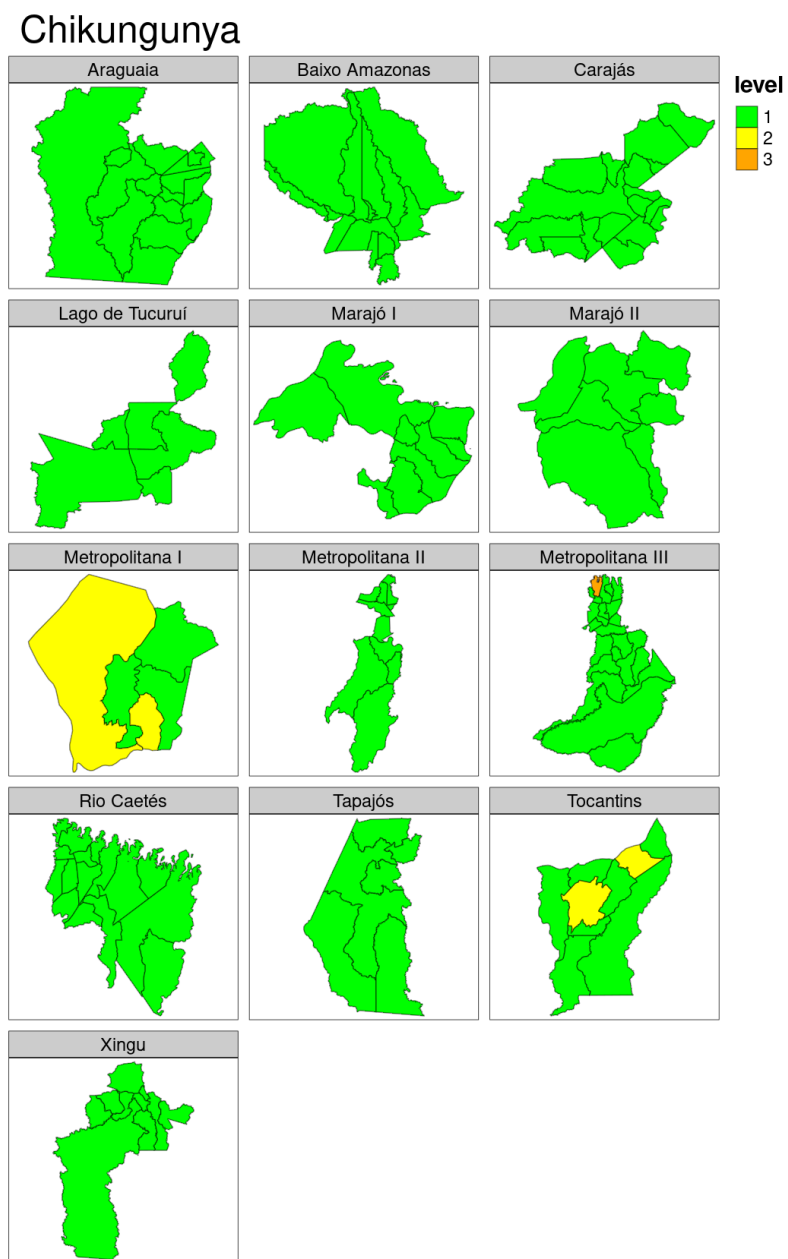 Chikungunya
Araguaia
Baixo Amazonas
Carajás
level
1
2
3
Lago de Tucuruí
Marajó I
Marajó II
Metropolitana I
Metropolitana II
Metropolitana III
Rio Caetés
Tapajós
Tocantins
Xingu